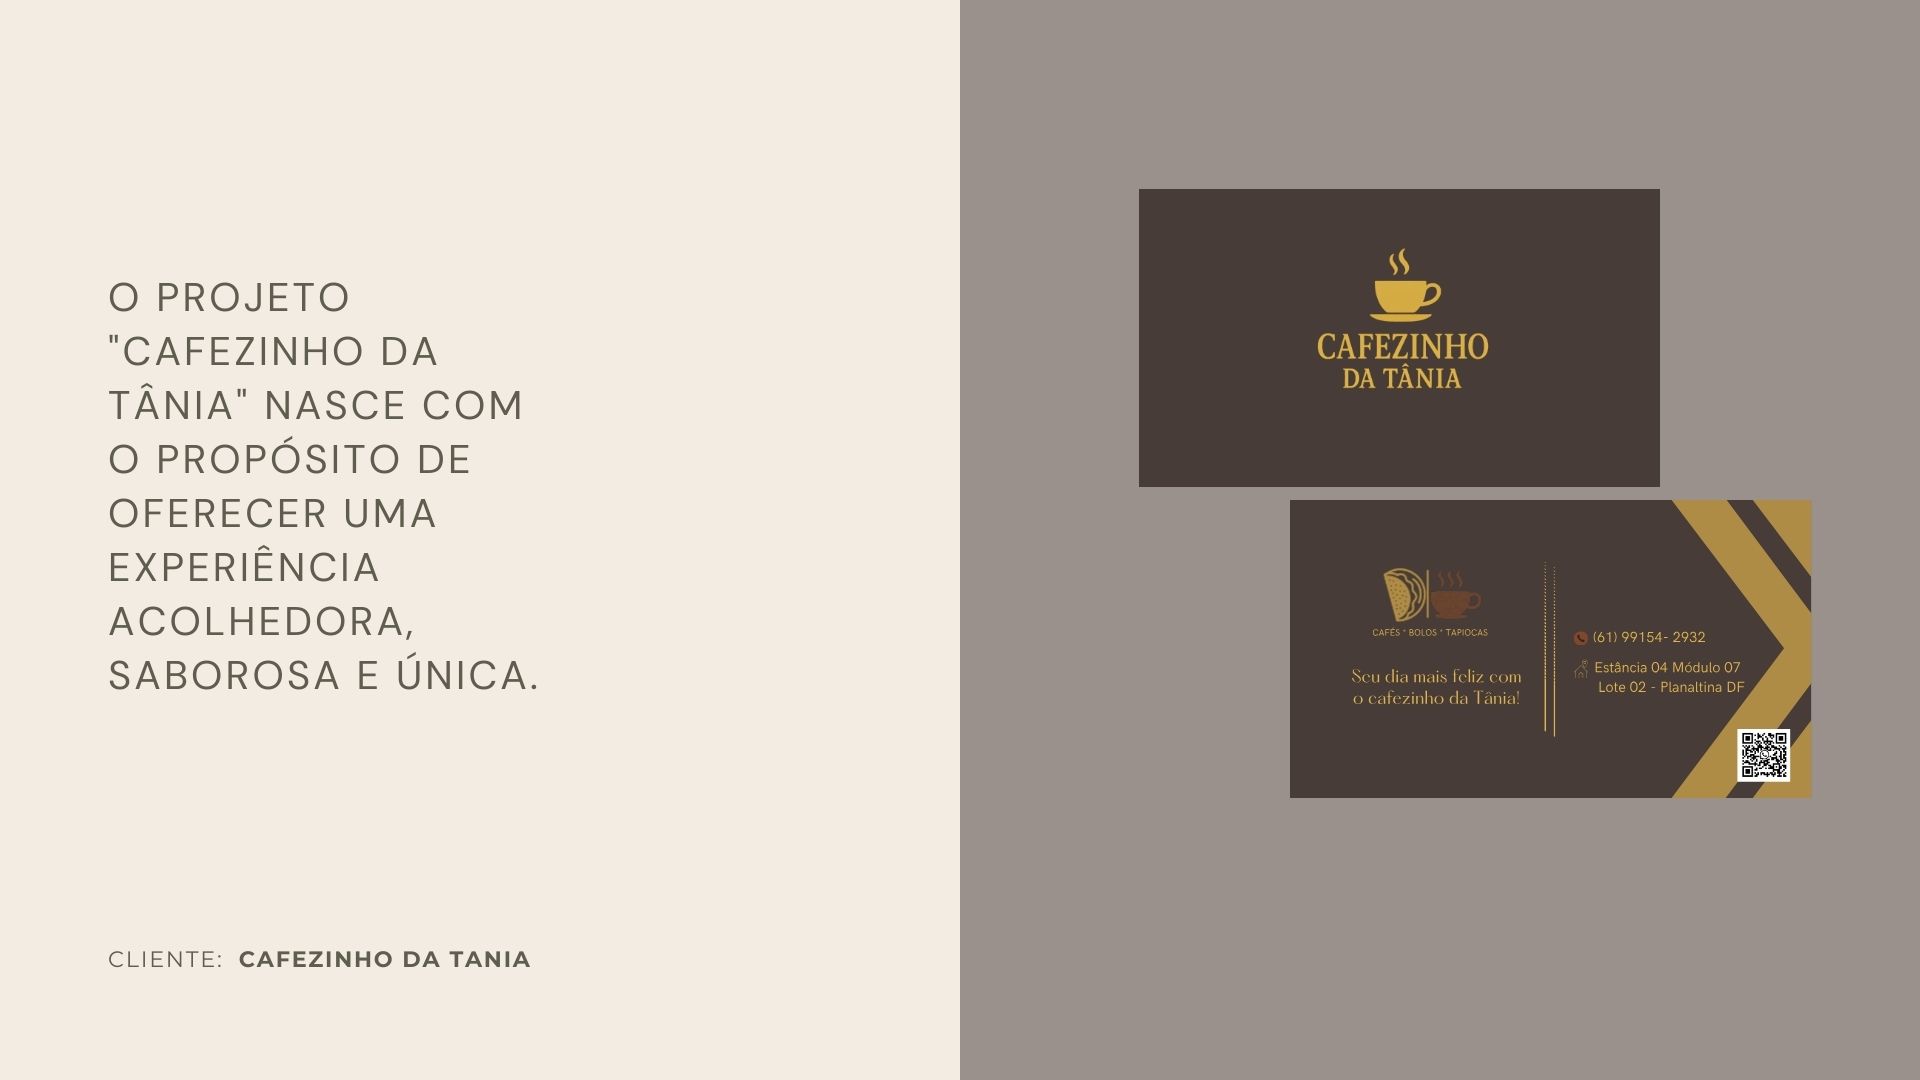 O PROJETO
"CAFEZINHO DA
TÂNIA" NASCE COM
O PROPÓSITO DE
OFERECER UMA
EXPERIÊNCIA
ACOLHEDORA,
SABOROSA E ÚNICA.
CLIENTE: CAFEZINHO DA TANIA
CAFEZINHO
DA TÂNIA
CAFÉS * BOLOS * TAPIOCAS
Seu dia mais feliz com
o cafezinho da Tânia!
(61) 99154- 2932
Estância 04 Módulo 07
Lote 02 - Planaltina DF